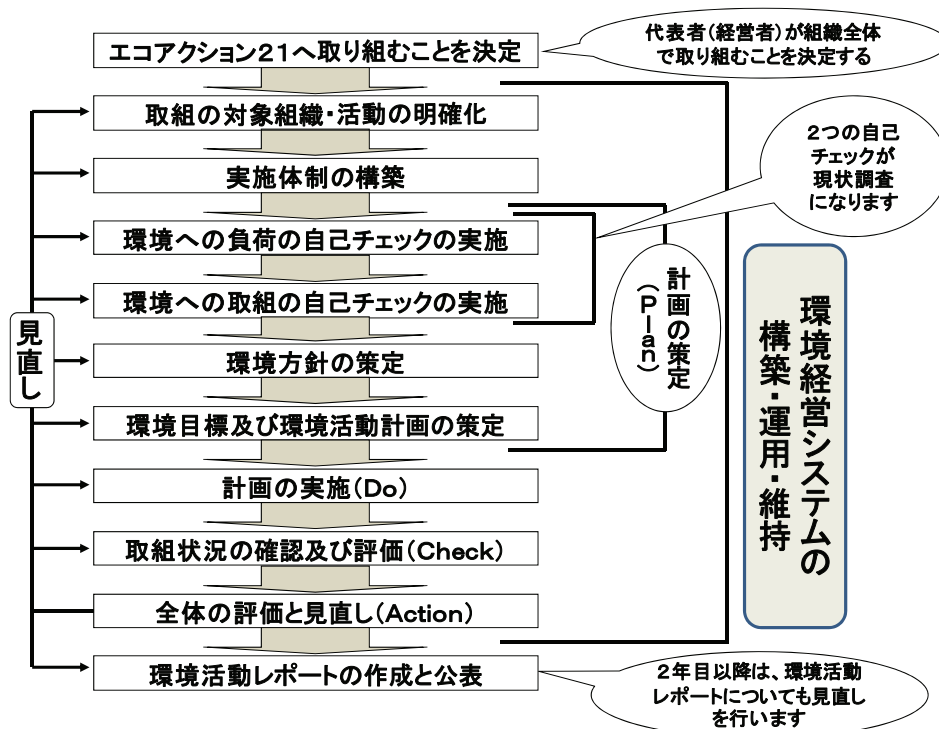 エコアクション21へ取り組むことを決定
代表者(経営者)が組織全体
で取り組むことを決定する
取組の対象組織・活動の明確化
2つの自己
チェックが
現状調査
になります
実施体制の構築
環境への負荷の自己チェックの実施
環境への取組の自己チェックの実施
計画の策定
(Plan)
環境経営システムの
構築・運用・維持
見直し
環境方針の策定
環境目標及び環境活動計画の策定
計画の実施(Do)
取組状況の確認及び評価(Check)
全体の評価と見直し(Action)
環境活動レポートの作成と公表
2年目以降は、環境活動
レポートについても見直し
を行います